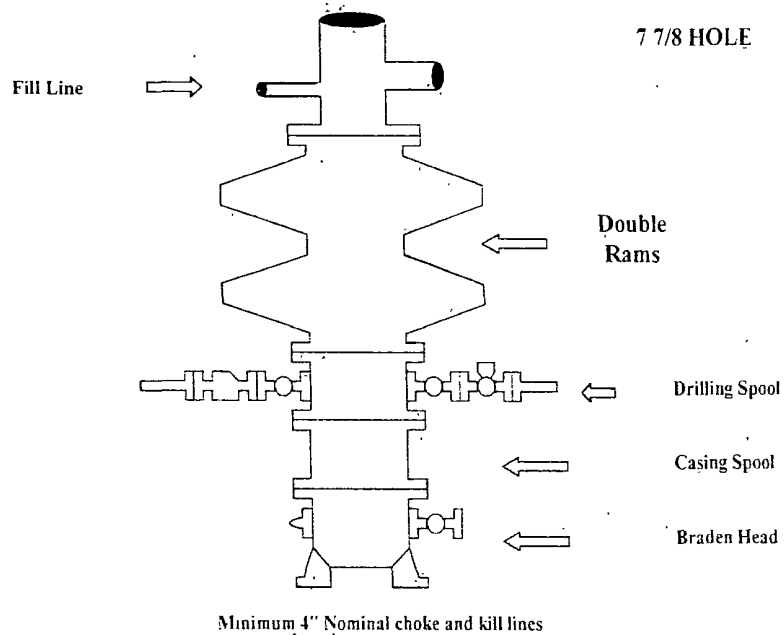 7 7/8 HOLE
Fill Line
Double
Rams
Drilling Spool
Casing Spool
Braden Head
Minimum 4" Nominal choke and kill lines